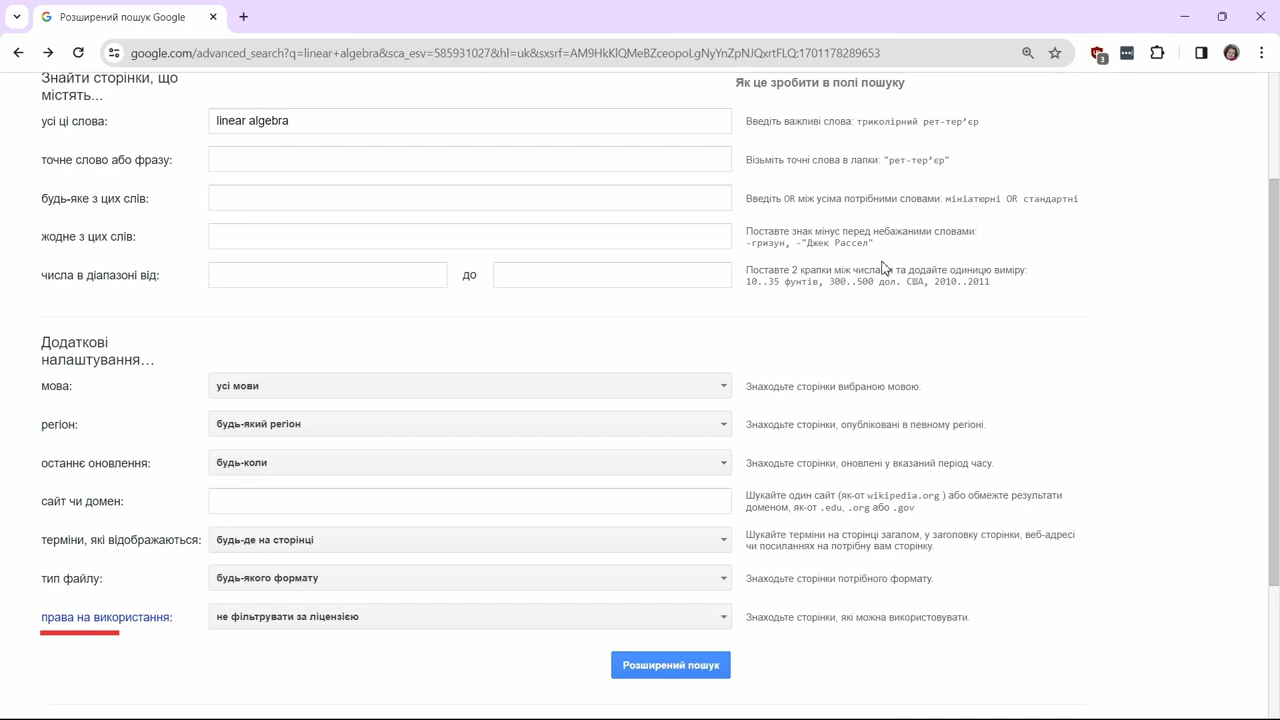 Розширений пошук Google
google.com/advanced_search?q=linear+algebra&sca_esv=585931027&hl=uk&sxsrf=AM9HkKlQMeBZceopoLgNyYnZpNJQxrtFLQ:1701178289653
3
Знайти сторінки, що
містять...
Як це зробити в полі пошуку
усі ці слова:
linear algebra
Введіть важливі слова: триколірний рет-тер’єр
точне слово або фразу:
Візьміть точні слова в лапки: "рет-тер’єр"
будь-яке з цих слів:
Введіть OR між усіма потрібними словами: мініатюрні OR стандартні
жодне з цих слів:
Поставте знак мінус перед небажаними словами:
-гризун, -"Джек Рассел"
числа в діапазоні від:
до
Поставте 2 крапки між числами та додайте одиницю виміру:
10..35 фунтів, 300..500 дол. США, 2010..2011
Додаткові
налаштування…
мова:
усі мови
Знаходьте сторінки вибраною мовою.
регіон:
будь-який регіон
Знаходьте сторінки, опубліковані в певному регіоні.
останнє оновлення:
будь-коли
Знаходьте сторінки, оновлені у вказаний період часу.
сайт чи домен:
Шукайте один сайт (як-от wikipedia.org ) або обмежте результати
доменом, як-от .edu, .org або .gov
терміни, які відображаються:
будь-де на сторінці
Шукайте терміни на сторінці загалом, у заголовку сторінки, веб-адресі
чи посиланнях на потрібну вам сторінку.
тип файлу:
будь-якого формату
Знаходьте сторінки потрібного формату.
права на використання:
не фільтрувати за ліцензією
Знаходьте сторінки, які можна використовувати.
Розширений пошук